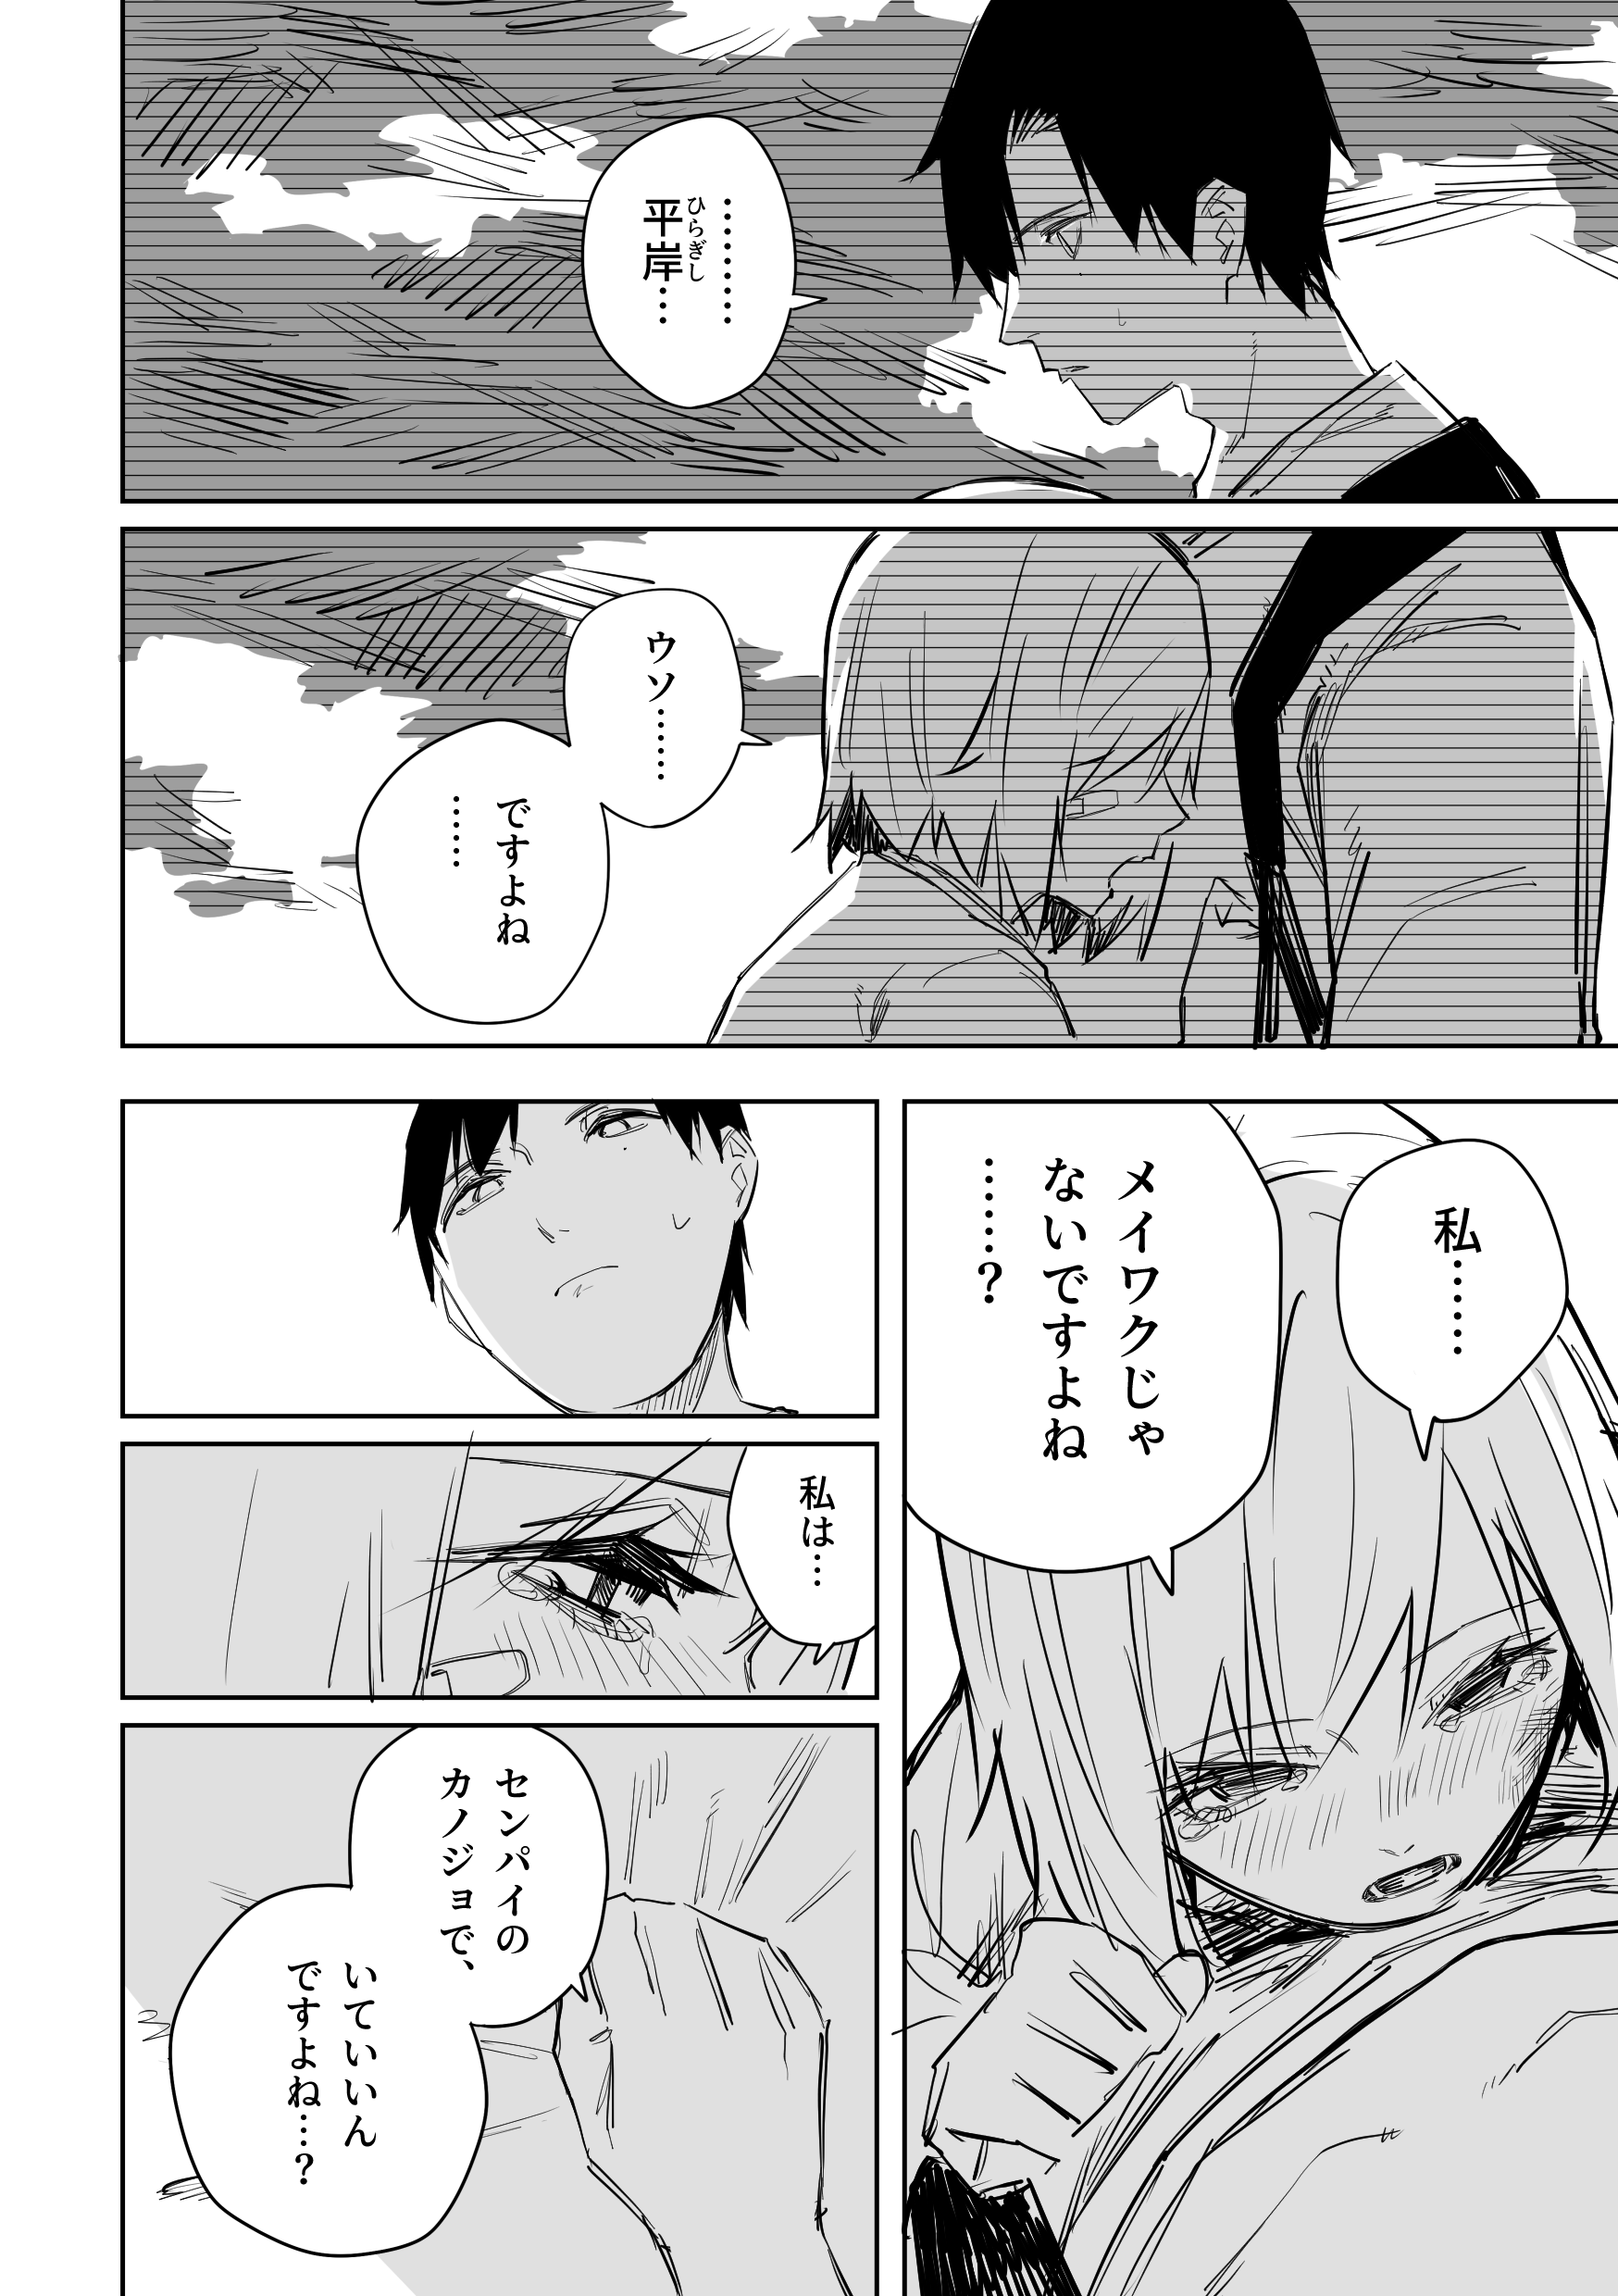 ………
平岸…
ひらぎし
ウソ……
ですよね
……
私……
メイワクじゃ
ないですよね
……？
私は…
センパイの
カノジョで、
いていいん
ですよね…？